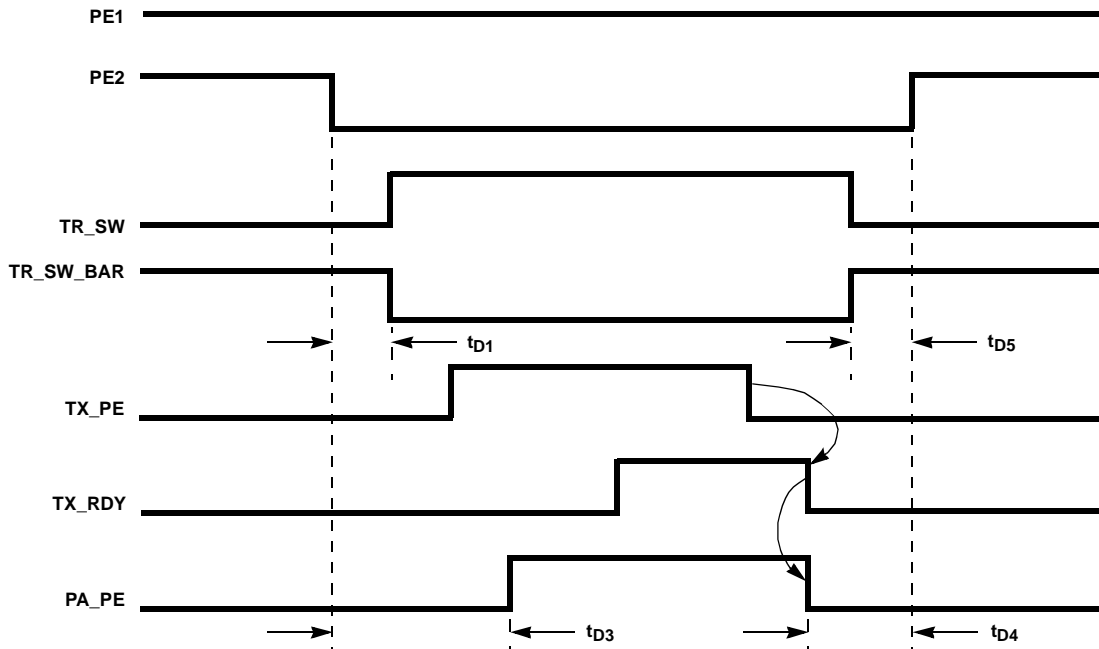 PE1
PE2
TR_SW
TR_SW_BAR
tD1
tD5
TX_PE
TX_RDY
PA_PE
tD3
tD4